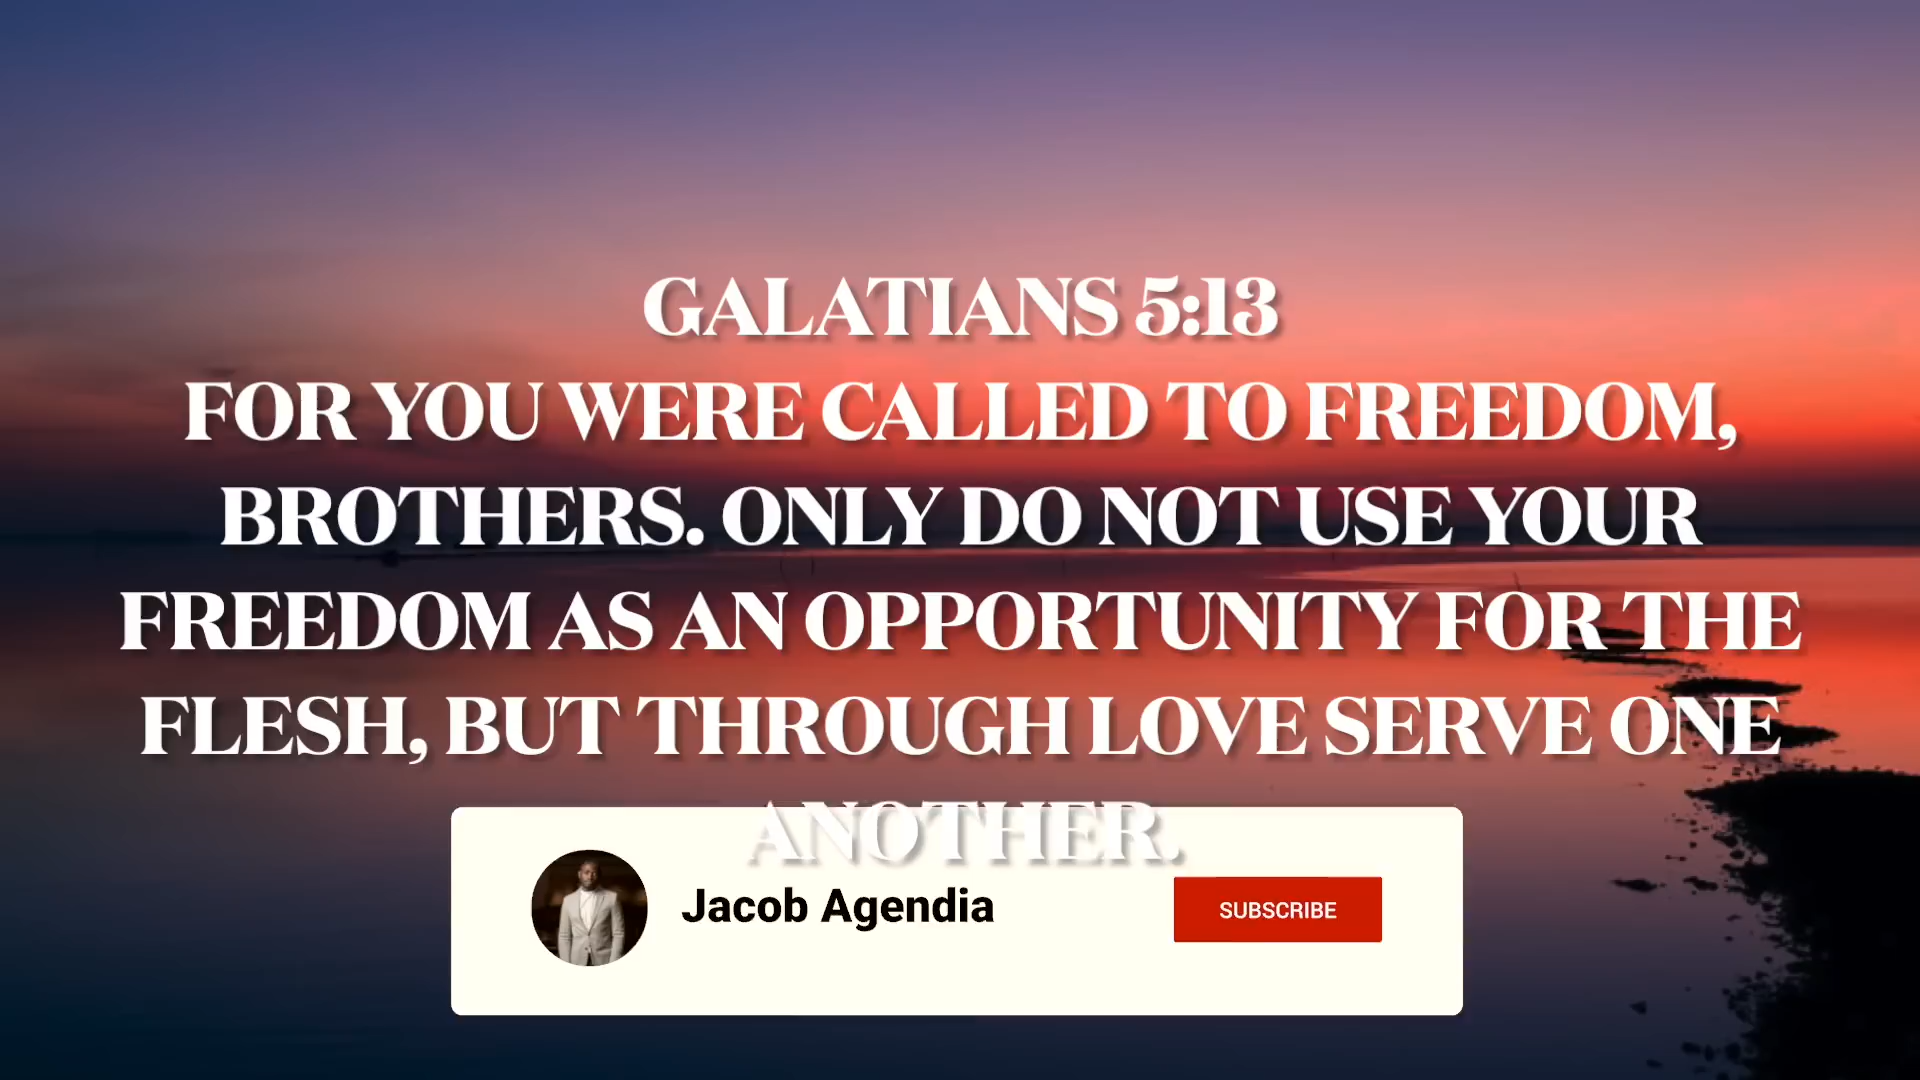 GALATIANS 5:13
FOR YOU WERE CALLED TO FREEDOM,
BROTHERS. ONLY DO NOT USE YOUR
FREEDOM AS AN OPPORTUNITY FOR THE
FLESH, BUT THROUGH LOVE SERVE ONE
ANOTHER.
Jacob Agendia
SUBSCRIBE